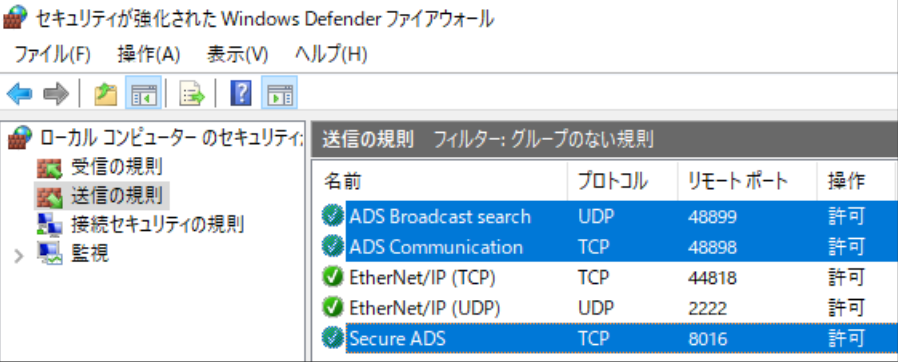 セキュリティが強化された Windows Defender ファイアウォール
ファイル(F) 操作(A) 表示(V) ヘルプ(H)
ローカル コンピューター のセキュリティ
受信の規則
送信の規則
接続セキュリティの規則
監視
送信の規則 フィルター: グループのない規則
名前 プロトコル リモート ポート 操作
ADS Broadcast search UDP 48899 許可
ADS Communication TCP 48898 許可
EtherNet/IP (TCP) TCP 44818 許可
EtherNet/IP (UDP) UDP 2222 許可
Secure ADS TCP 8016 許可